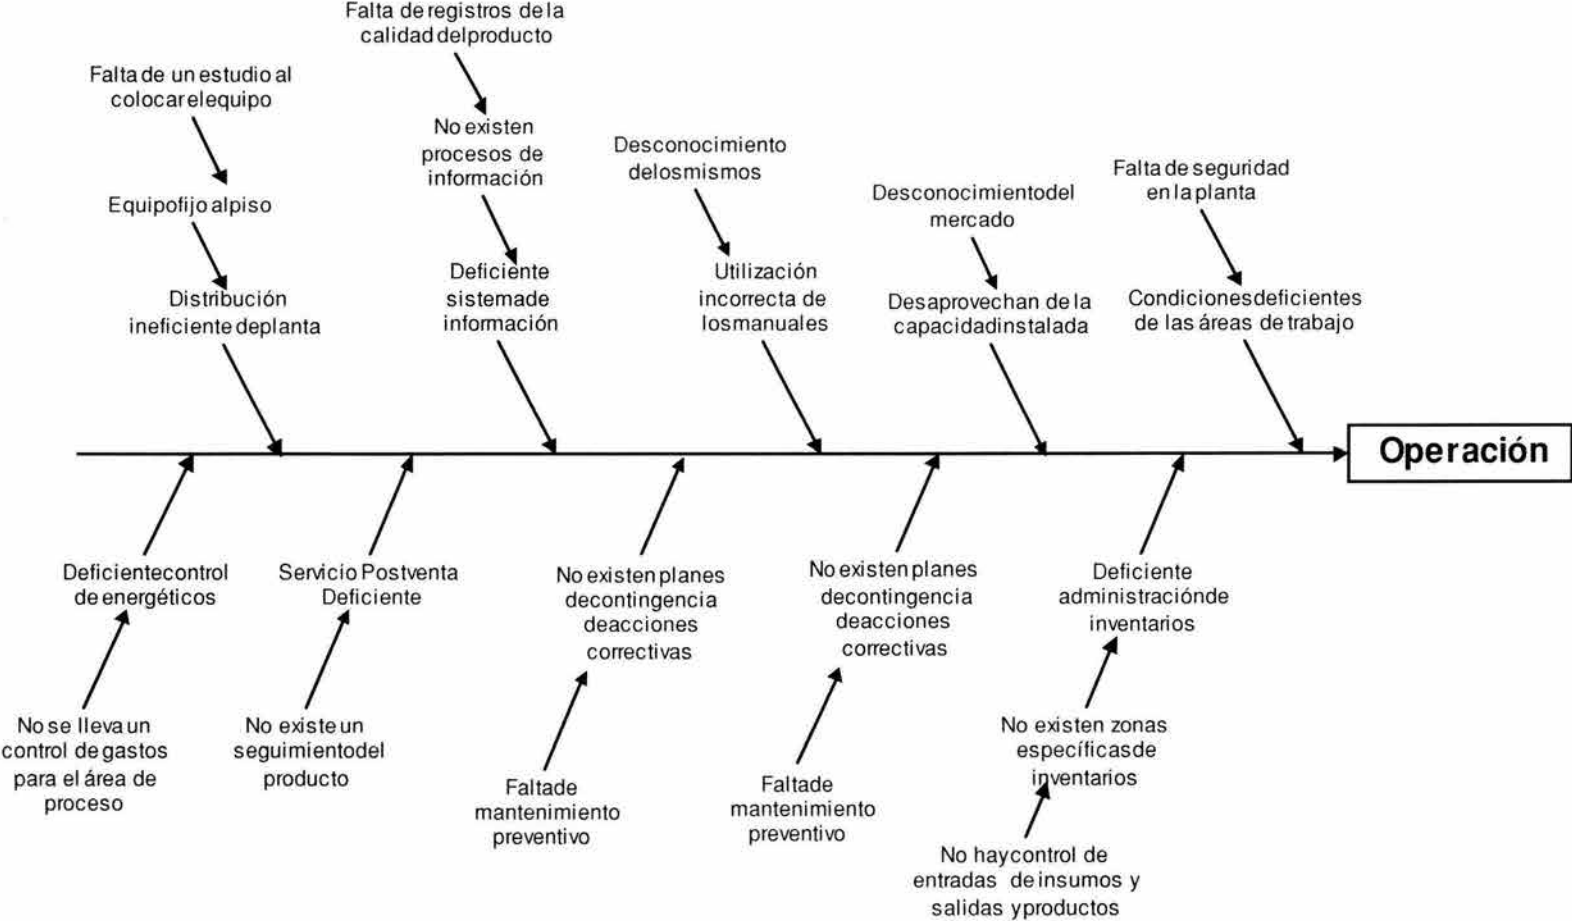 Falta de registros de la
calidad del producto
Falta de un estudio al
colocar el equipo
No existen
procesos de
información
Desconocimiento
de los mismos
Falta de seguridad
en la planta
Desconocimiento del
mercado
Equipo fijo al piso
Distribución
ineficiente de planta
Deficiente
sistema de
información
Utilización
incorrecta de
los manuales
Desaprovechan de la
capacidad instalada
Condiciones deficientes
de las áreas de trabajo
Operación
Deficiente control
de energéticos
Servicio Postventa
Deficiente
No existen planes
de contingencia
de acciones
correctivas
No existen planes
de contingencia
de acciones
correctivas
Deficiente
administración de
inventarios
No se lleva un
control de gastos
para el área de
proceso
No existe un
seguimiento del
producto
Falta de
mantenimiento
preventivo
Falta de
mantenimiento
preventivo
No existen zonas
específicas de
inventarios
No hay control de
entradas de insumos y
salidas y productos